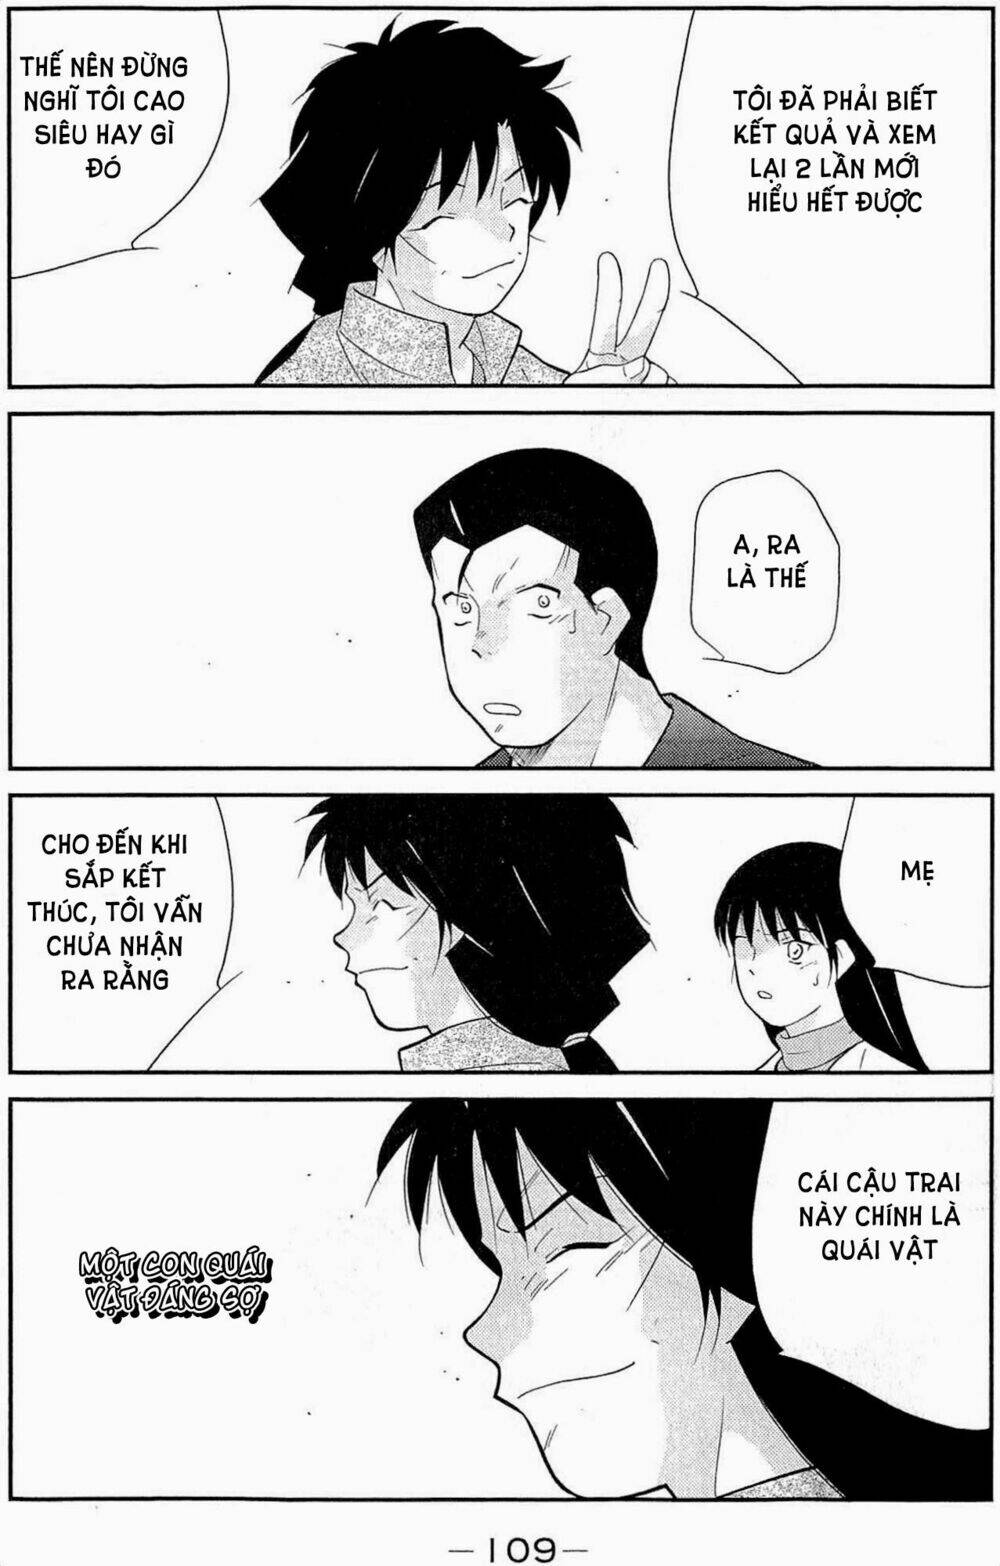 TÔI ĐÃ PHẢI BIẾT
KẾT QUẢ VÀ XEM
LẠI 2 LẦN MỚI
HIỂU HẾT ĐƯỢC
THẾ NÊN ĐỪNG
NGHĨ TÔI CAO
SIÊU HAY GÌ
ĐÓ
A, RA
LÀ THẾ
MẸ
CHO ĐẾN KHI
SẮP KẾT
THÚC, TÔI VẪN
CHƯA NHẬN
RA RẰNG
CÁI CẬU TRAI
NÀY CHÍNH LÀ
QUÁI VẬT
MỘT CON QUÁI
VẬT ĐÁNG SỢ
—109—